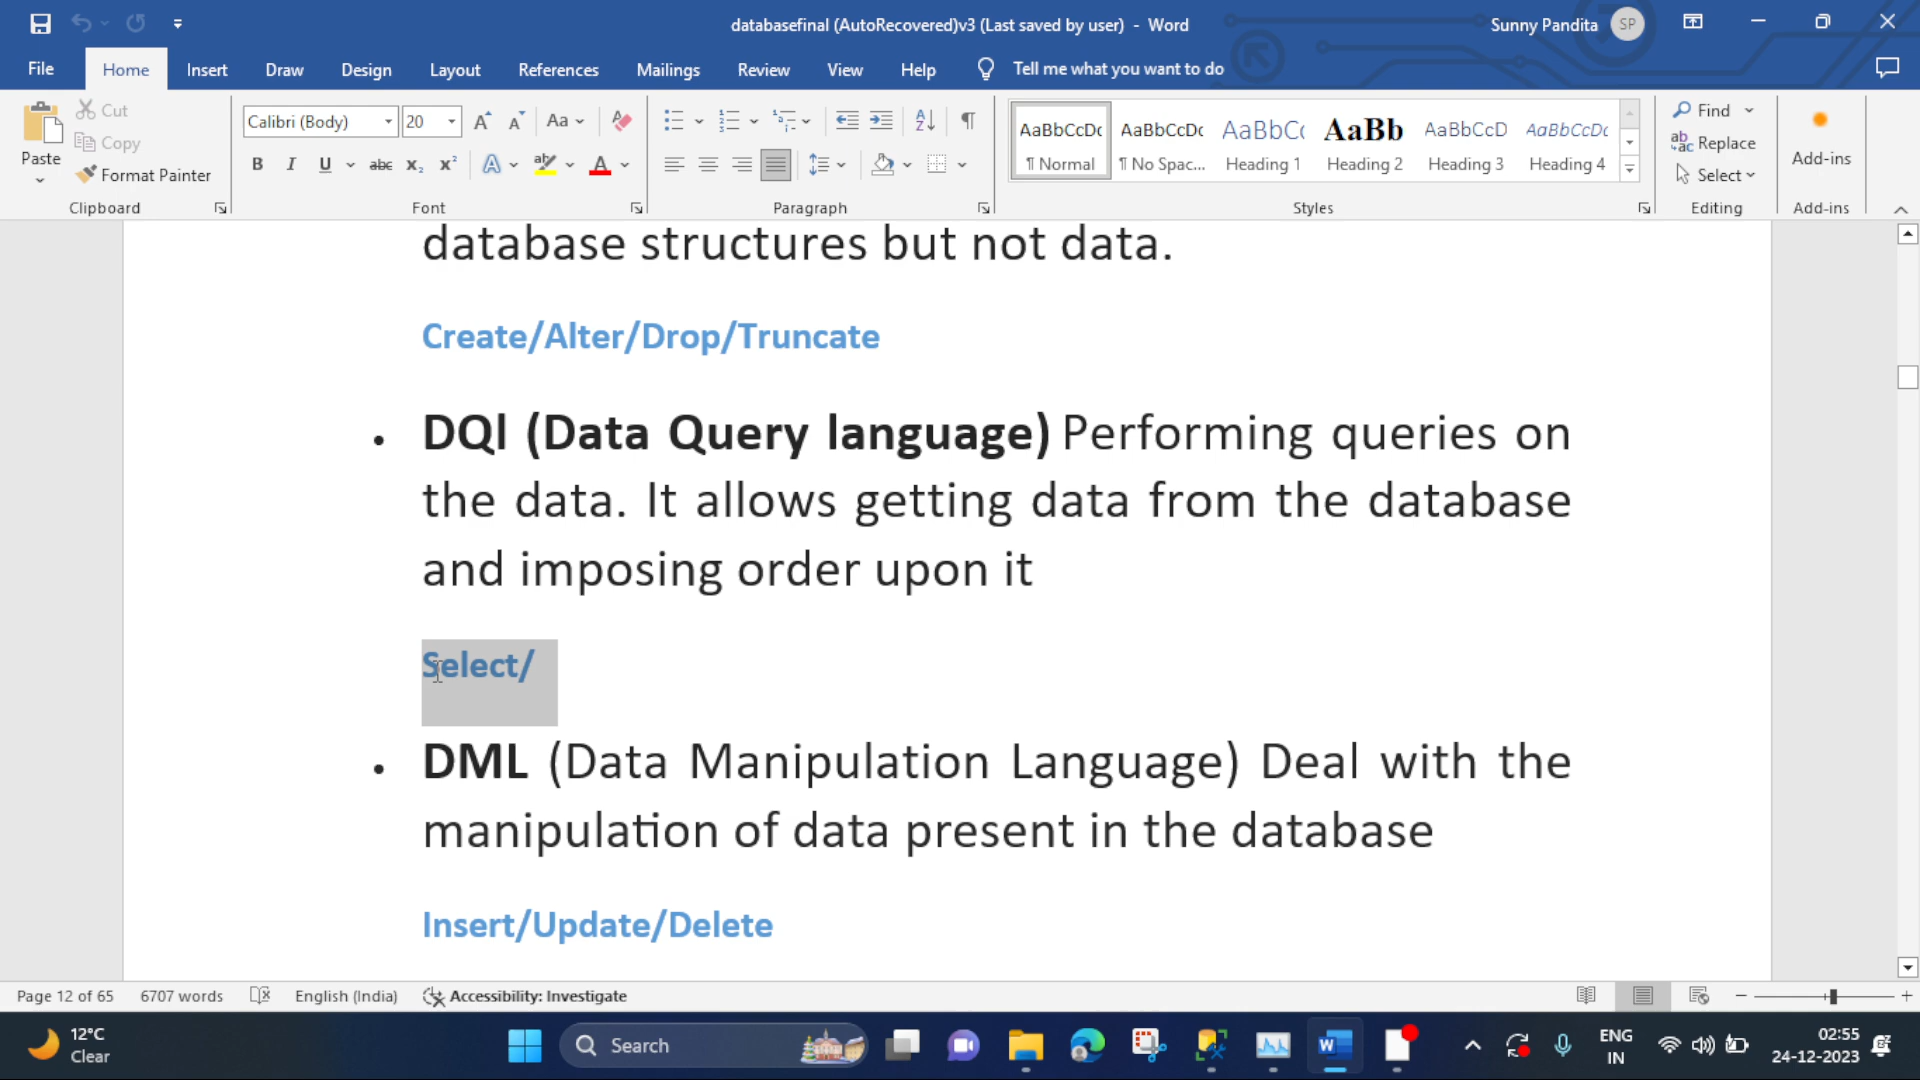 databasefinal (AutoRecovered)v3 (Last saved by user) - Word
Sunny Pandita
SP
File
Home
Insert
Draw
Design
Layout
References
Mailings
Review
View
Help
Tell me what you want to do
Paste
Cut
Copy
Format Painter
Clipboard
Calibri (Body)
20
Font
Paragraph
AaBbCcDc
¶ Normal
AaBbCcDc
¶ No Spac...
AaBbCc
Heading 1
AaBb
Heading 2
AaBbCcD
Heading 3
AaBbCcDc
Heading 4
Styles
Find
Replace
Select
Editing
Add-ins
Add-ins
database structures but not data.
Create/Alter/Drop/Truncate
• DQl (Data Query language) Performing queries on
the data. It allows getting data from the database
and imposing order upon it
Select/
• DML (Data Manipulation Language) Deal with the
manipulation of data present in the database
Insert/Update/Delete
Page 12 of 65
6707 words
English (India)
Accessibility: Investigate
12°C
Clear
Search
ENG
IN
02:55
24-12-2023